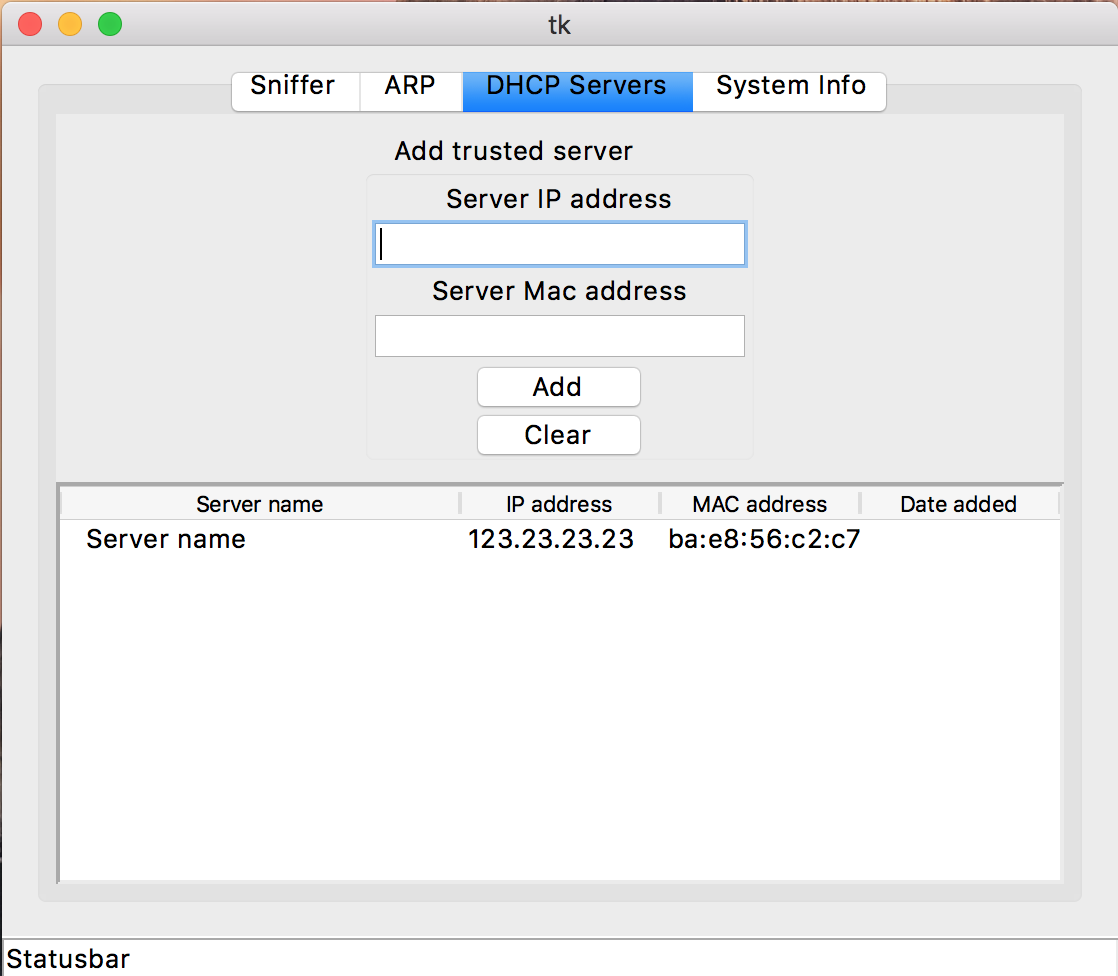 tk
Sniffer ARP DHCP Servers System Info
Add trusted server
Server IP address
Server Mac address
Add
Clear
Server name IP address MAC address Date added
Server name 123.23.23.23 ba:e8:56:c2:c7
Statusbar